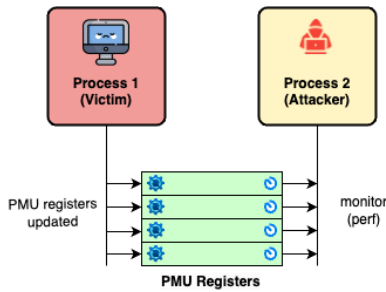 Process 1
(Victim)
Process 2
(Attacker)
PMU registers
updated
monitor
(perf)
PMU Registers